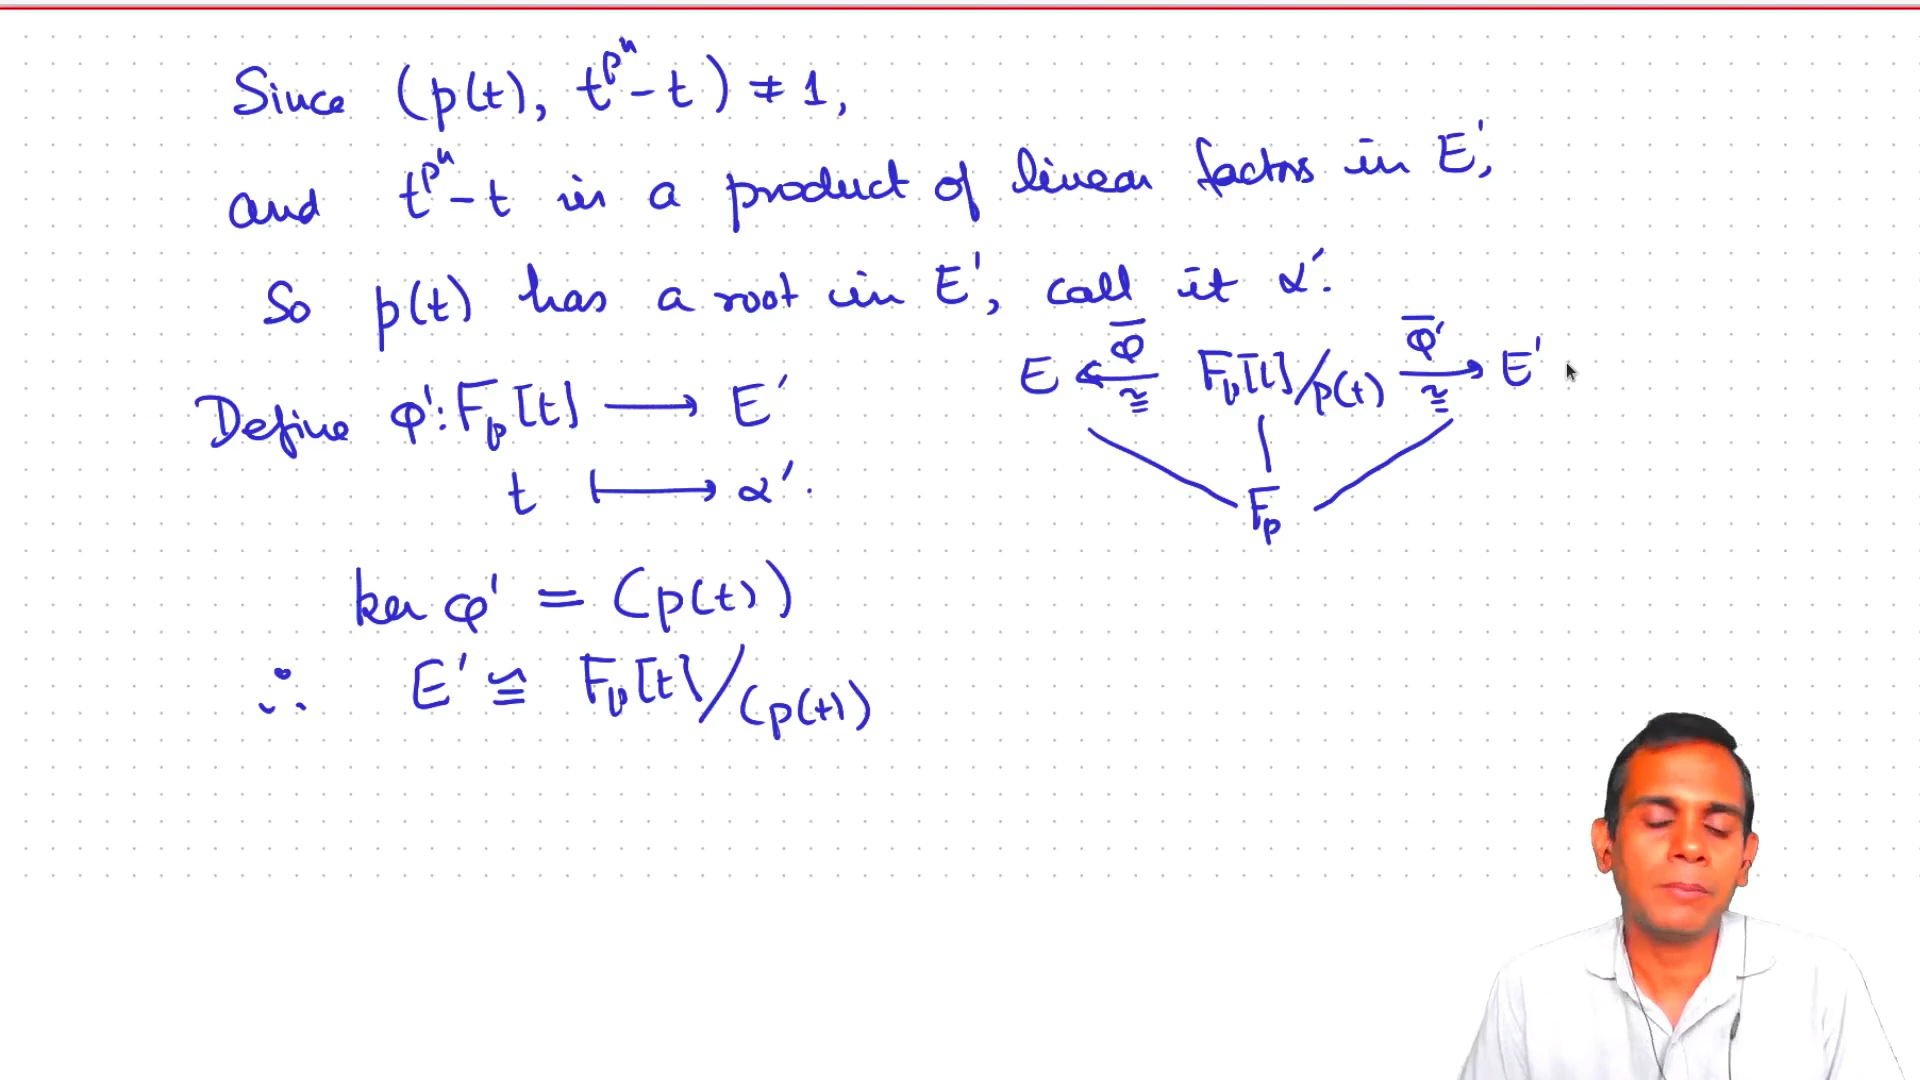 Since (p(t), t^{p^n} - t) ≠ 1,
and t^{p^n} - t is a product of linear factors in E',
So p(t) has a root in E', call it α'.
Define φ': F_p[t] ⟶ E'
t ⟼ α'.
E ←φ̄ ≅ F_p[t]/p(t) φ̄' ≅→ E'
F_p
ker φ' = (p(t))
∴ E' ≅ F_p[t]/(p(t))